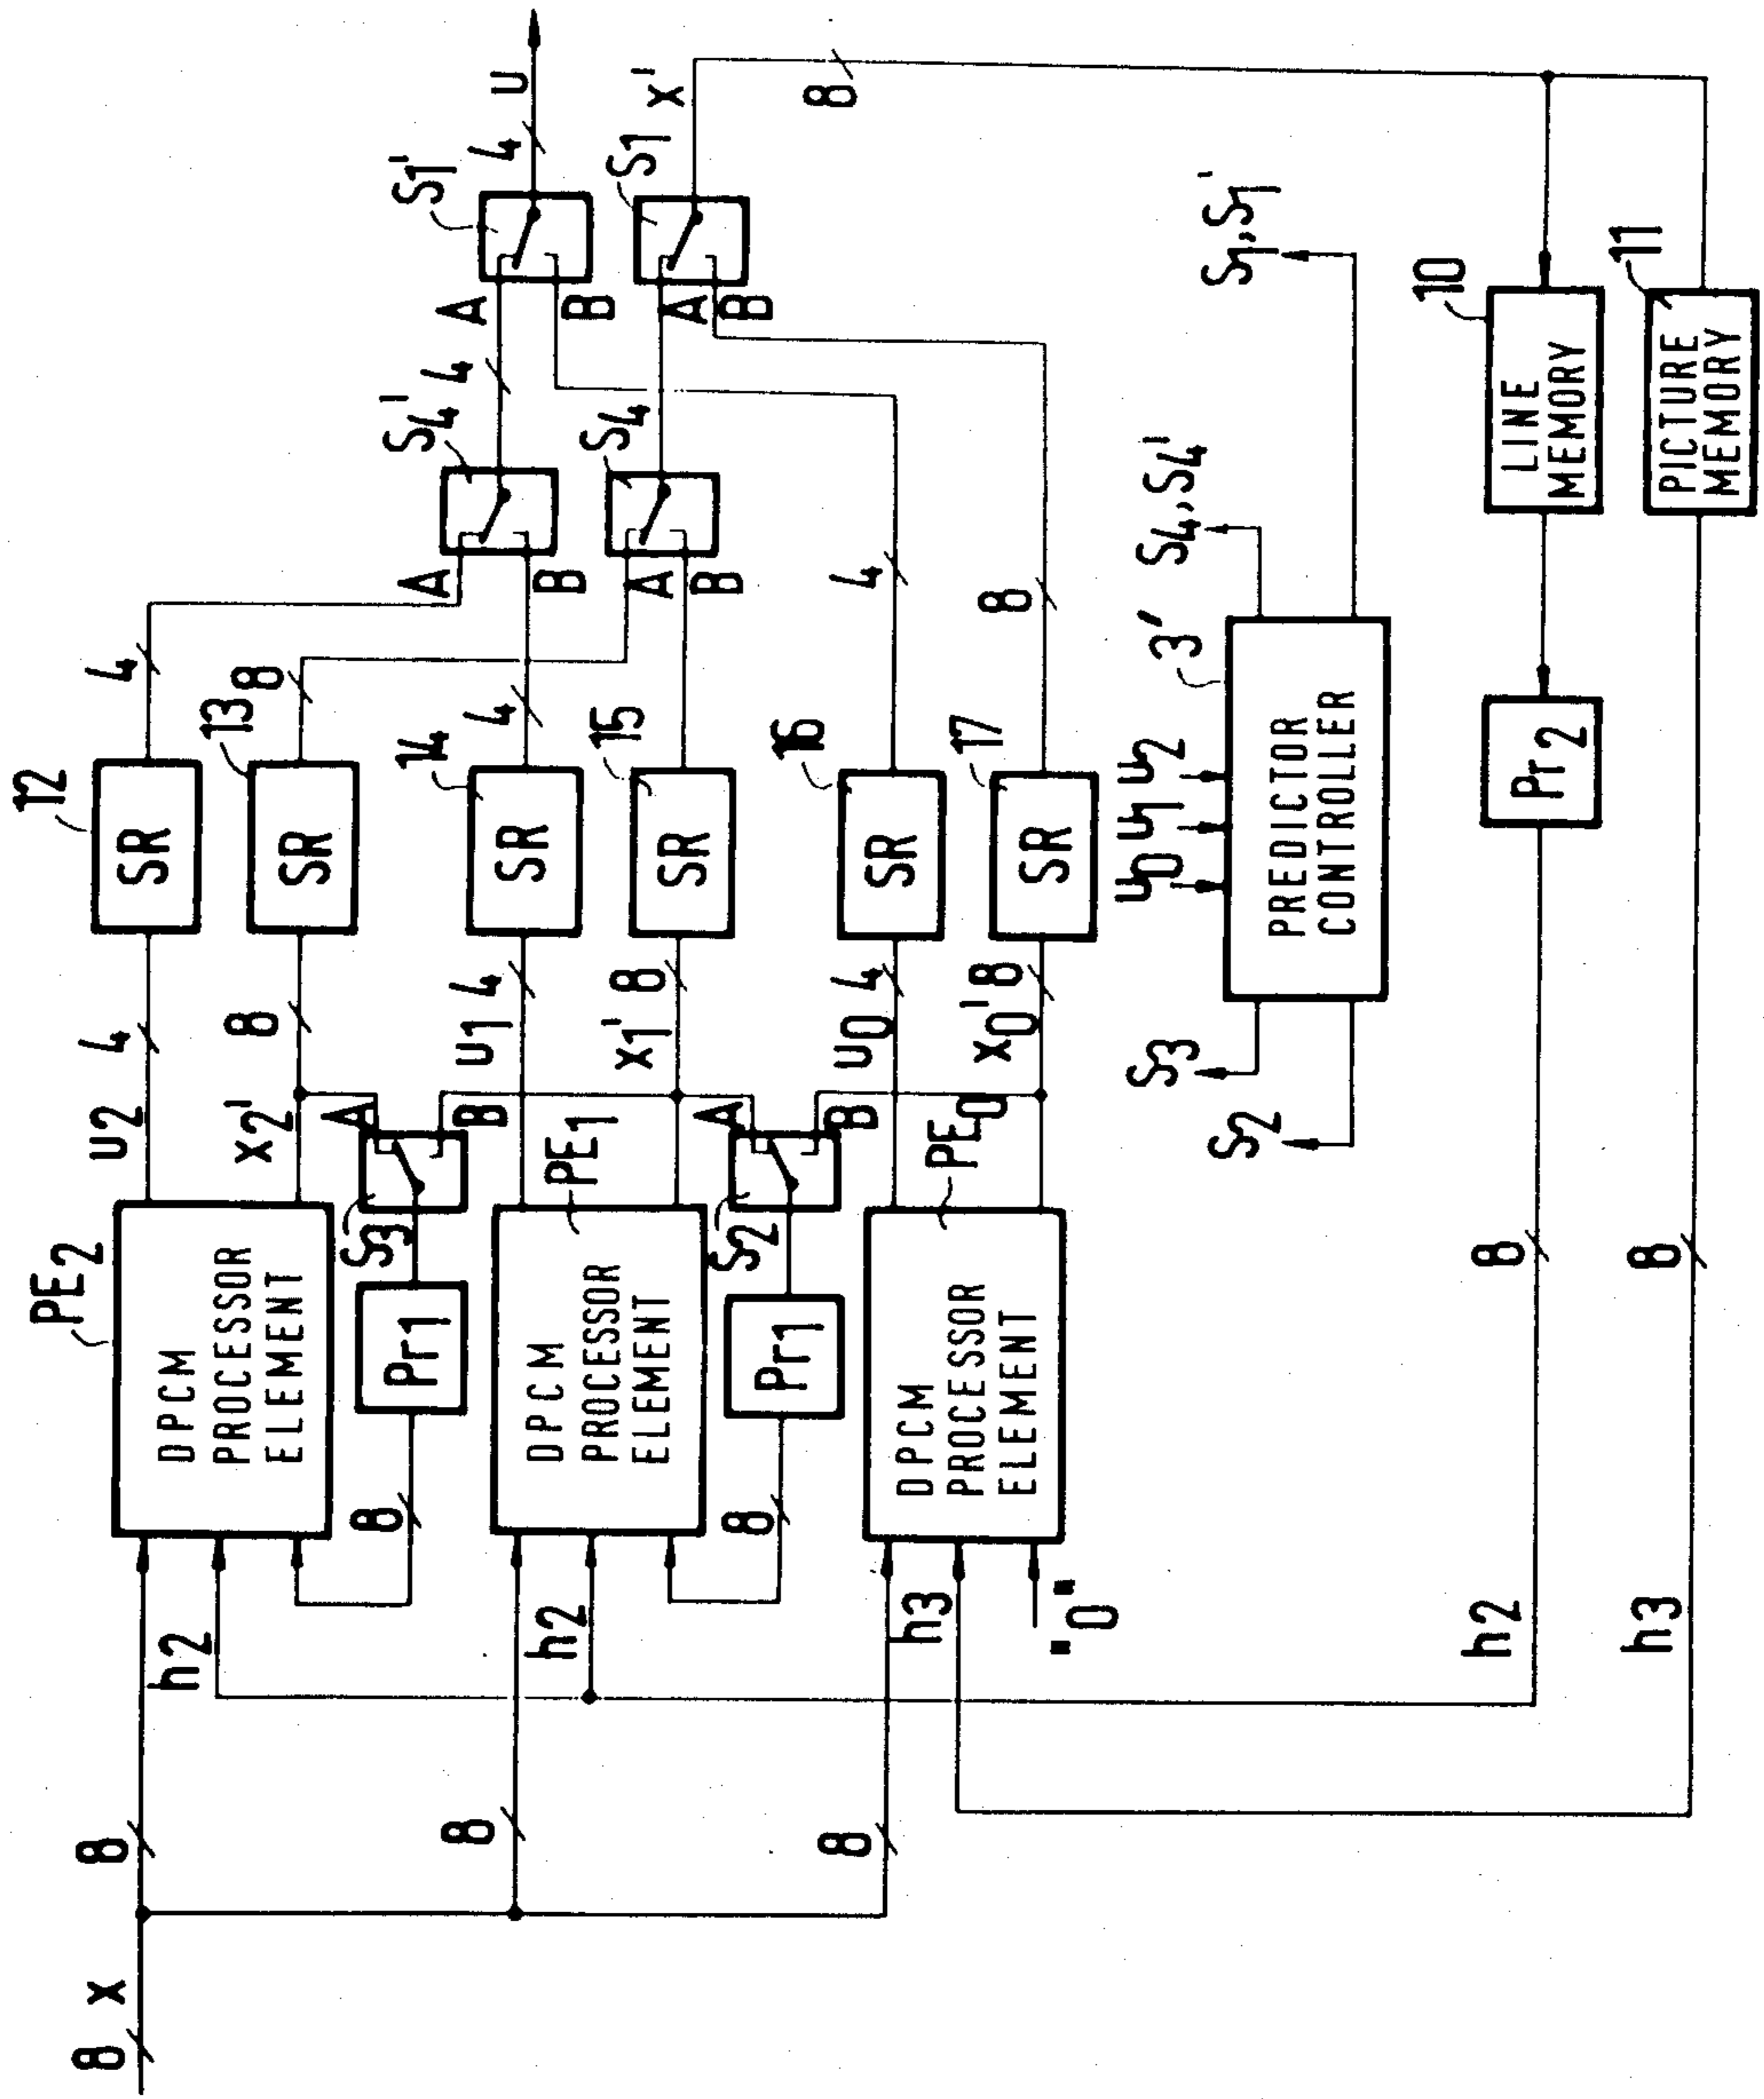 8
x
8
8
8
h2
h2
h3
"0"
h2
h3
PE2
DPCM
PROCESSOR
ELEMENT
8
Pr1
S3
A
B
PE1
DPCM
PROCESSOR
ELEMENT
8
Pr1
S2
A
B
PE0
DPCM
PROCESSOR
ELEMENT
8
8
u2
4
x2'
8
u1
4
x1'
8
u0
4
x0'
8
12
SR
4
13
SR
8
14
SR
4
15
SR
16
SR
4
17
SR
8
A
B
S4'
4
A
B
S4
A
B
S1'
4
u
A
B
S1
x'
8
S3
S2
u0
u1
u2
3'
PREDICTOR
CONTROLLER
S4, S4'
S1, S1'
Pr2
10
LINE
MEMORY
11
PICTURE
MEMORY